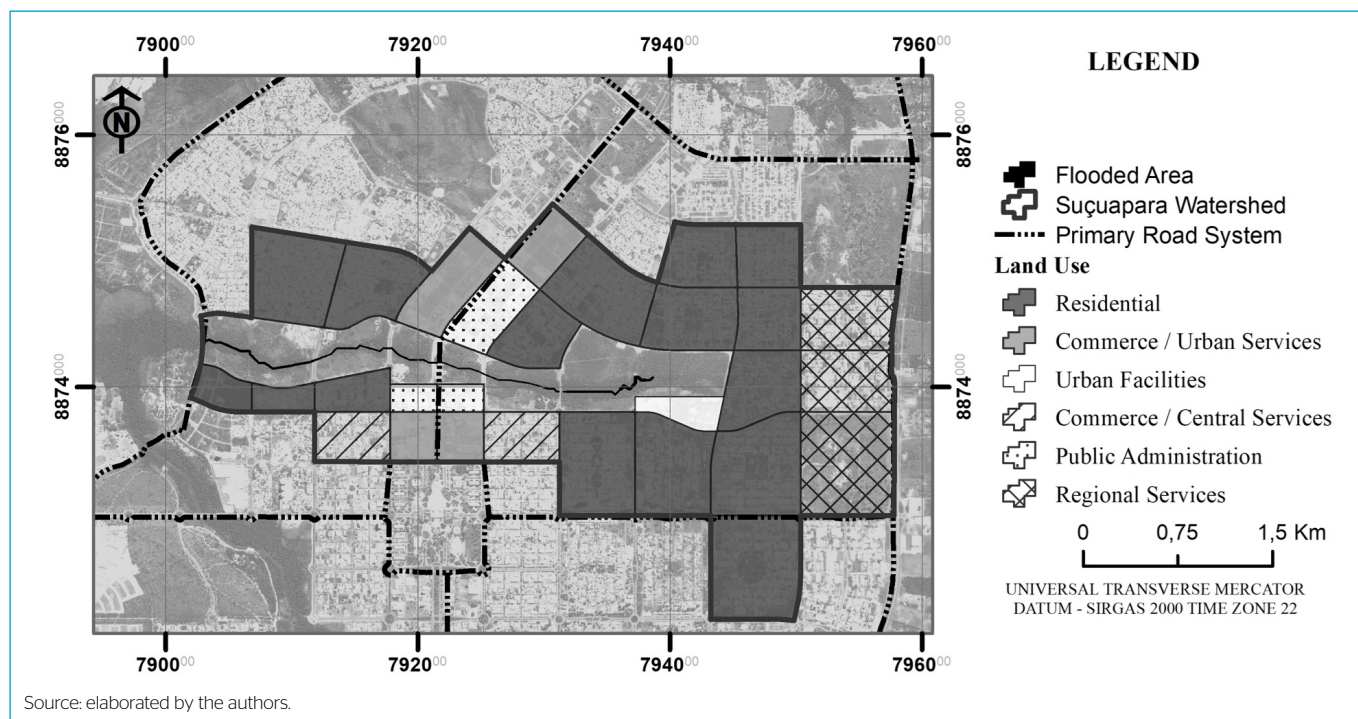 7900⁰⁰ 7920⁰⁰ 7940⁰⁰ 7960⁰⁰
N
8876⁰⁰⁰ 8876⁰⁰⁰
8874⁰⁰⁰ 8874⁰⁰⁰
7900⁰⁰ 7920⁰⁰ 7940⁰⁰ 7960⁰⁰
LEGEND
Flooded Area
Suçuapara Watershed
Primary Road System
Land Use
Residential
Commerce / Urban Services
Urban Facilities
Commerce / Central Services
Public Administration
Regional Services
0 0,75 1,5 Km
UNIVERSAL TRANSVERSE MERCATOR
DATUM - SIRGAS 2000 TIME ZONE 22
Source: elaborated by the authors.